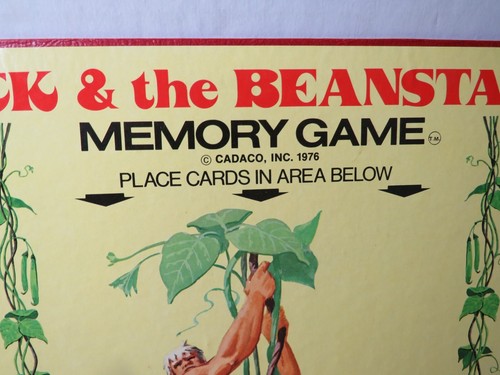 CK & the BEANSTA
MEMORY GAME TM
© CADACO, INC. 1976
PLACE CARDS IN AREA BELOW